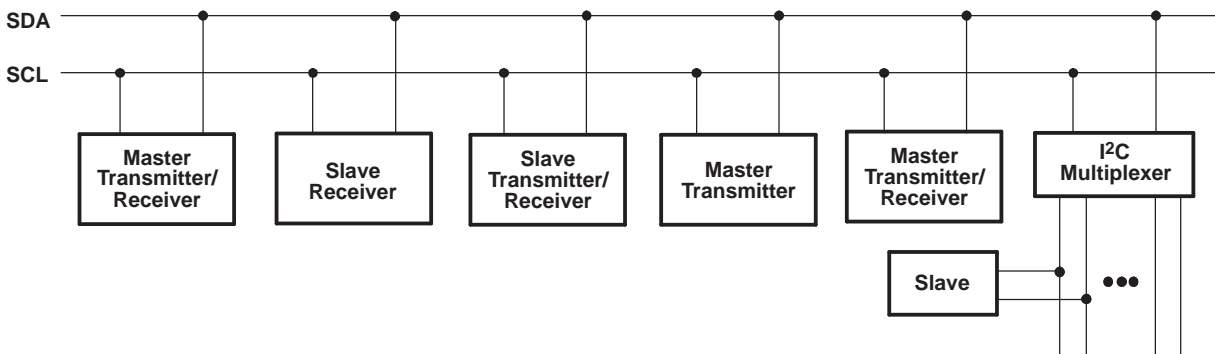 SDA
SCL
Master
Transmitter/
Receiver
Slave
Receiver
Slave
Transmitter/
Receiver
Master
Transmitter
Master
Transmitter/
Receiver
I²C
Multiplexer
Slave